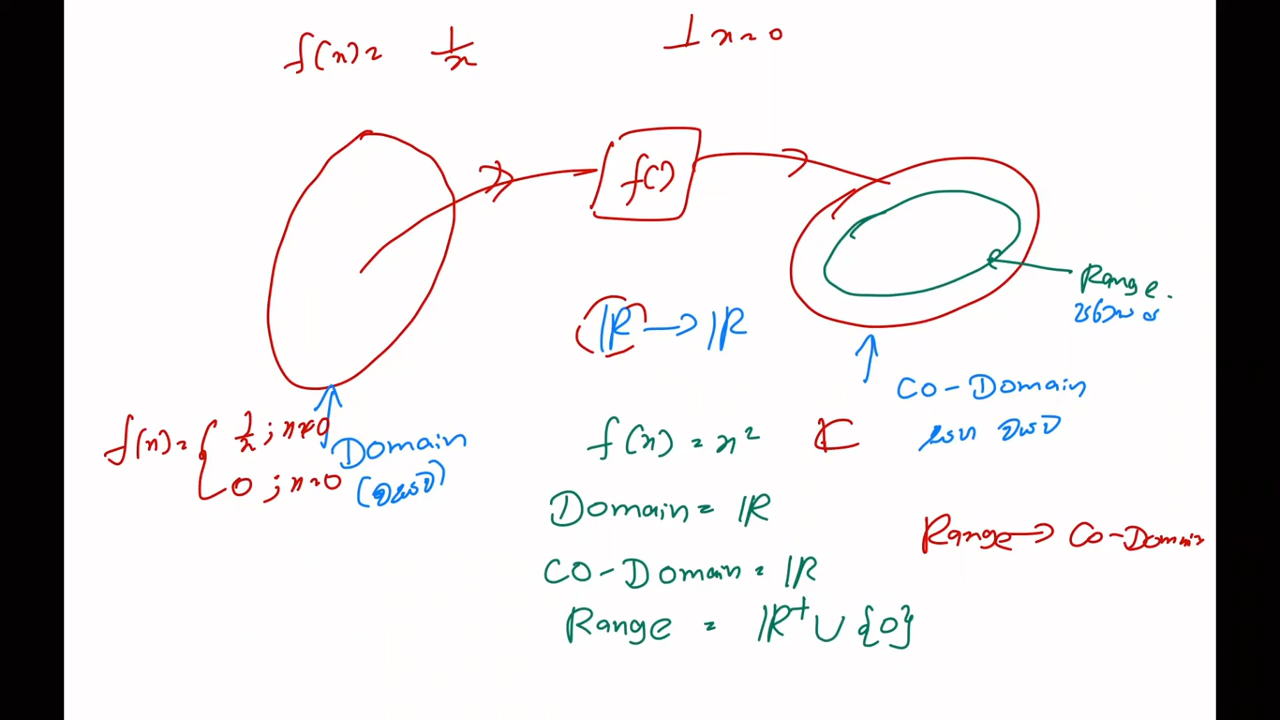 f(x) = 1/x
⊥ x = 0
f()
Range.
ℝ → ℝ
Co-Domain
f(x) = { 1/x ; x ≠ 0
0 ; x = 0
Domain
f(x) = x²
Domain = ℝ
Range → Co-Domain
Co-Domain = ℝ
Range = ℝ⁺ ∪ {0}